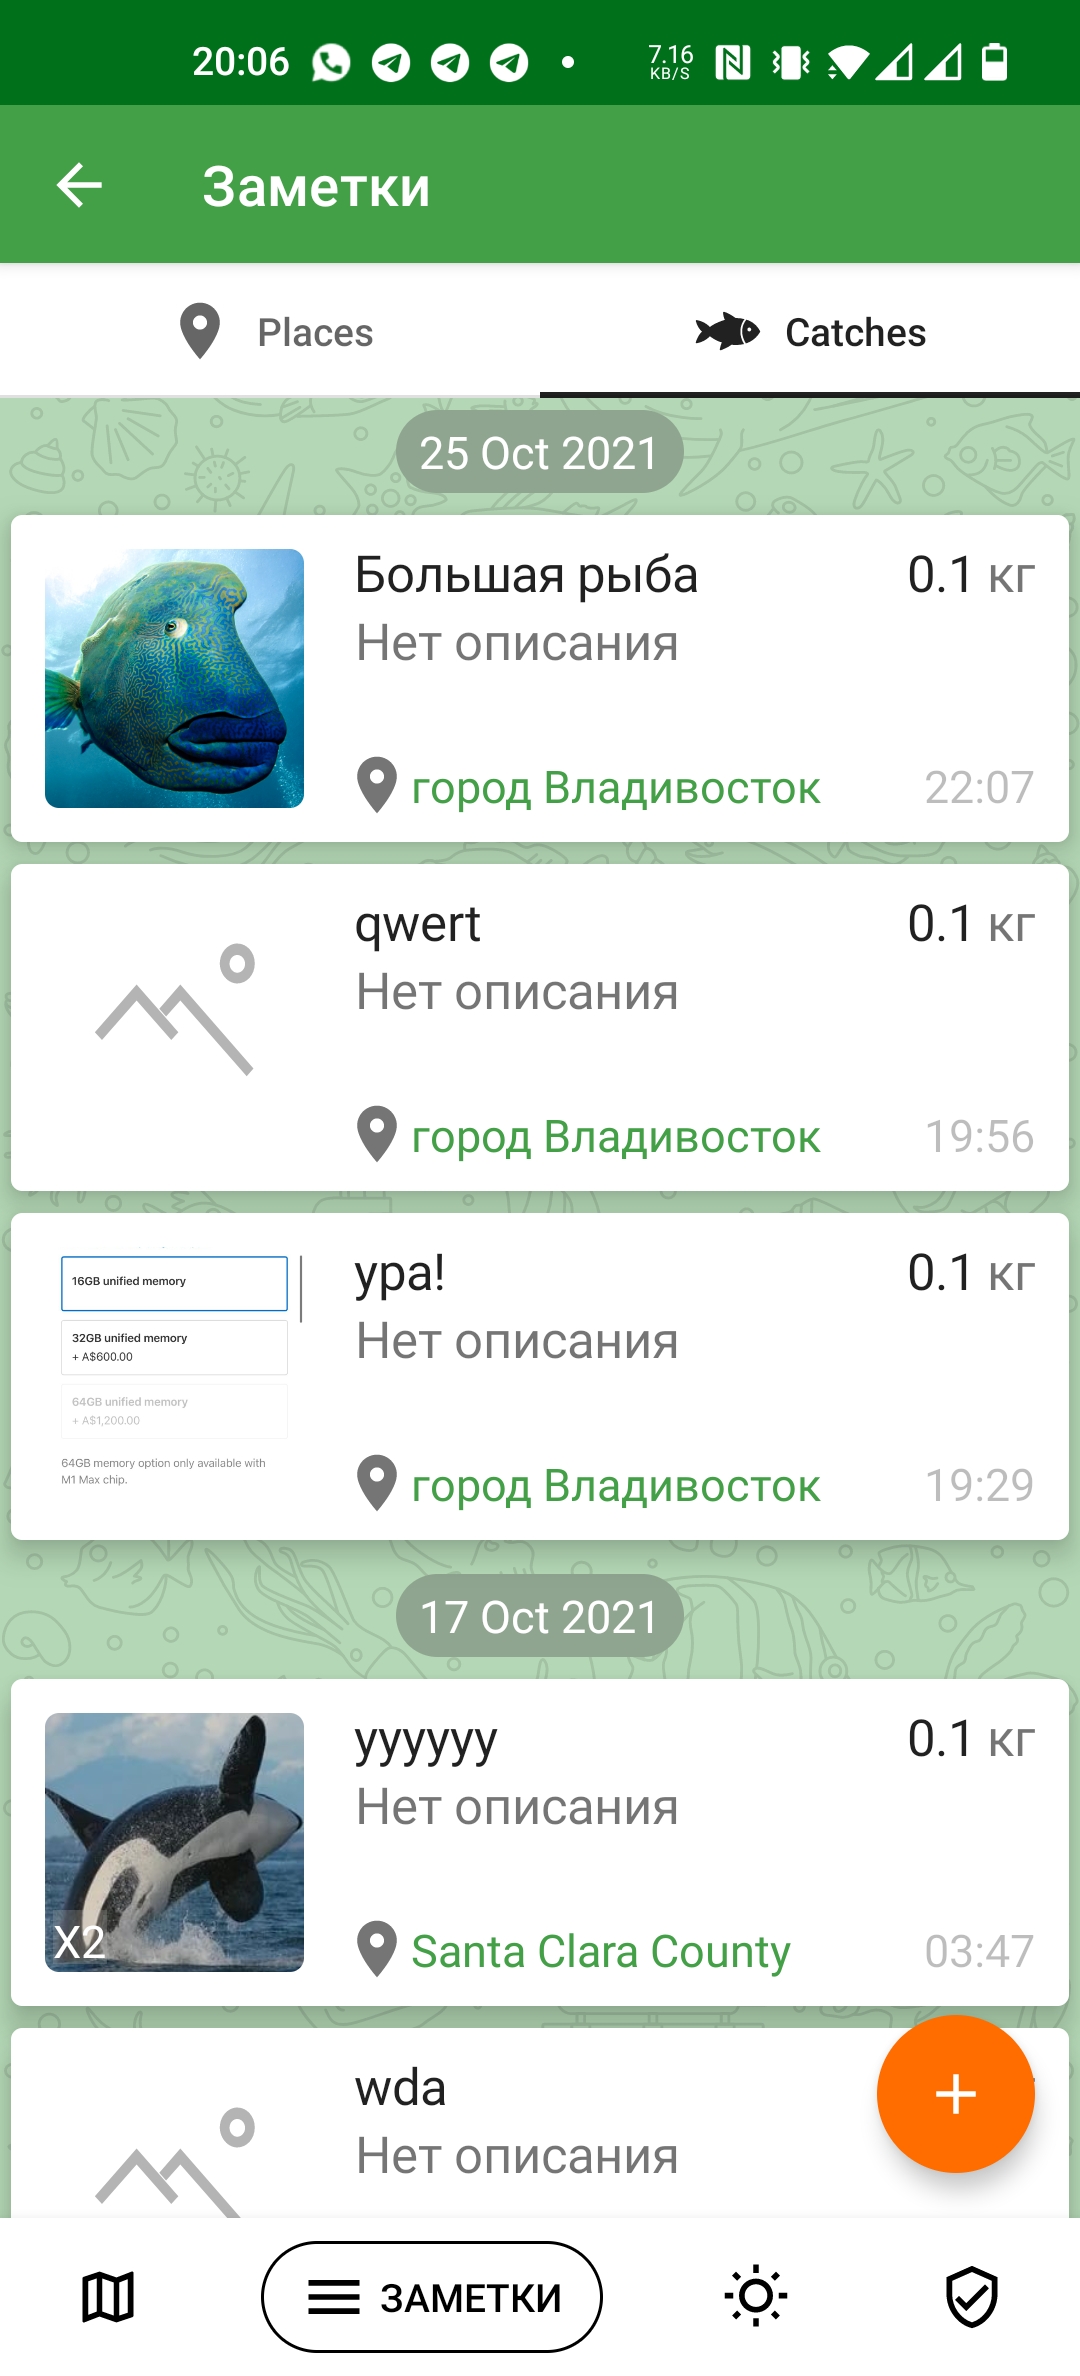 20:06
7.16
KB/S
Заметки
Places
Catches
25 Oct 2021
Большая рыба
0.1 кг
Нет описания
город Владивосток
22:07
qwert
0.1 кг
Нет описания
город Владивосток
19:56
16GB unified memory
32GB unified memory
+ A$600.00
64GB unified memory
+ A$1,200.00
64GB memory option only available with
M1 Max chip.
ура!
0.1 кг
Нет описания
город Владивосток
19:29
17 Oct 2021
уууууу
0.1 кг
Нет описания
X2
Santa Clara County
03:47
wda
Нет описания
ЗАМЕТКИ